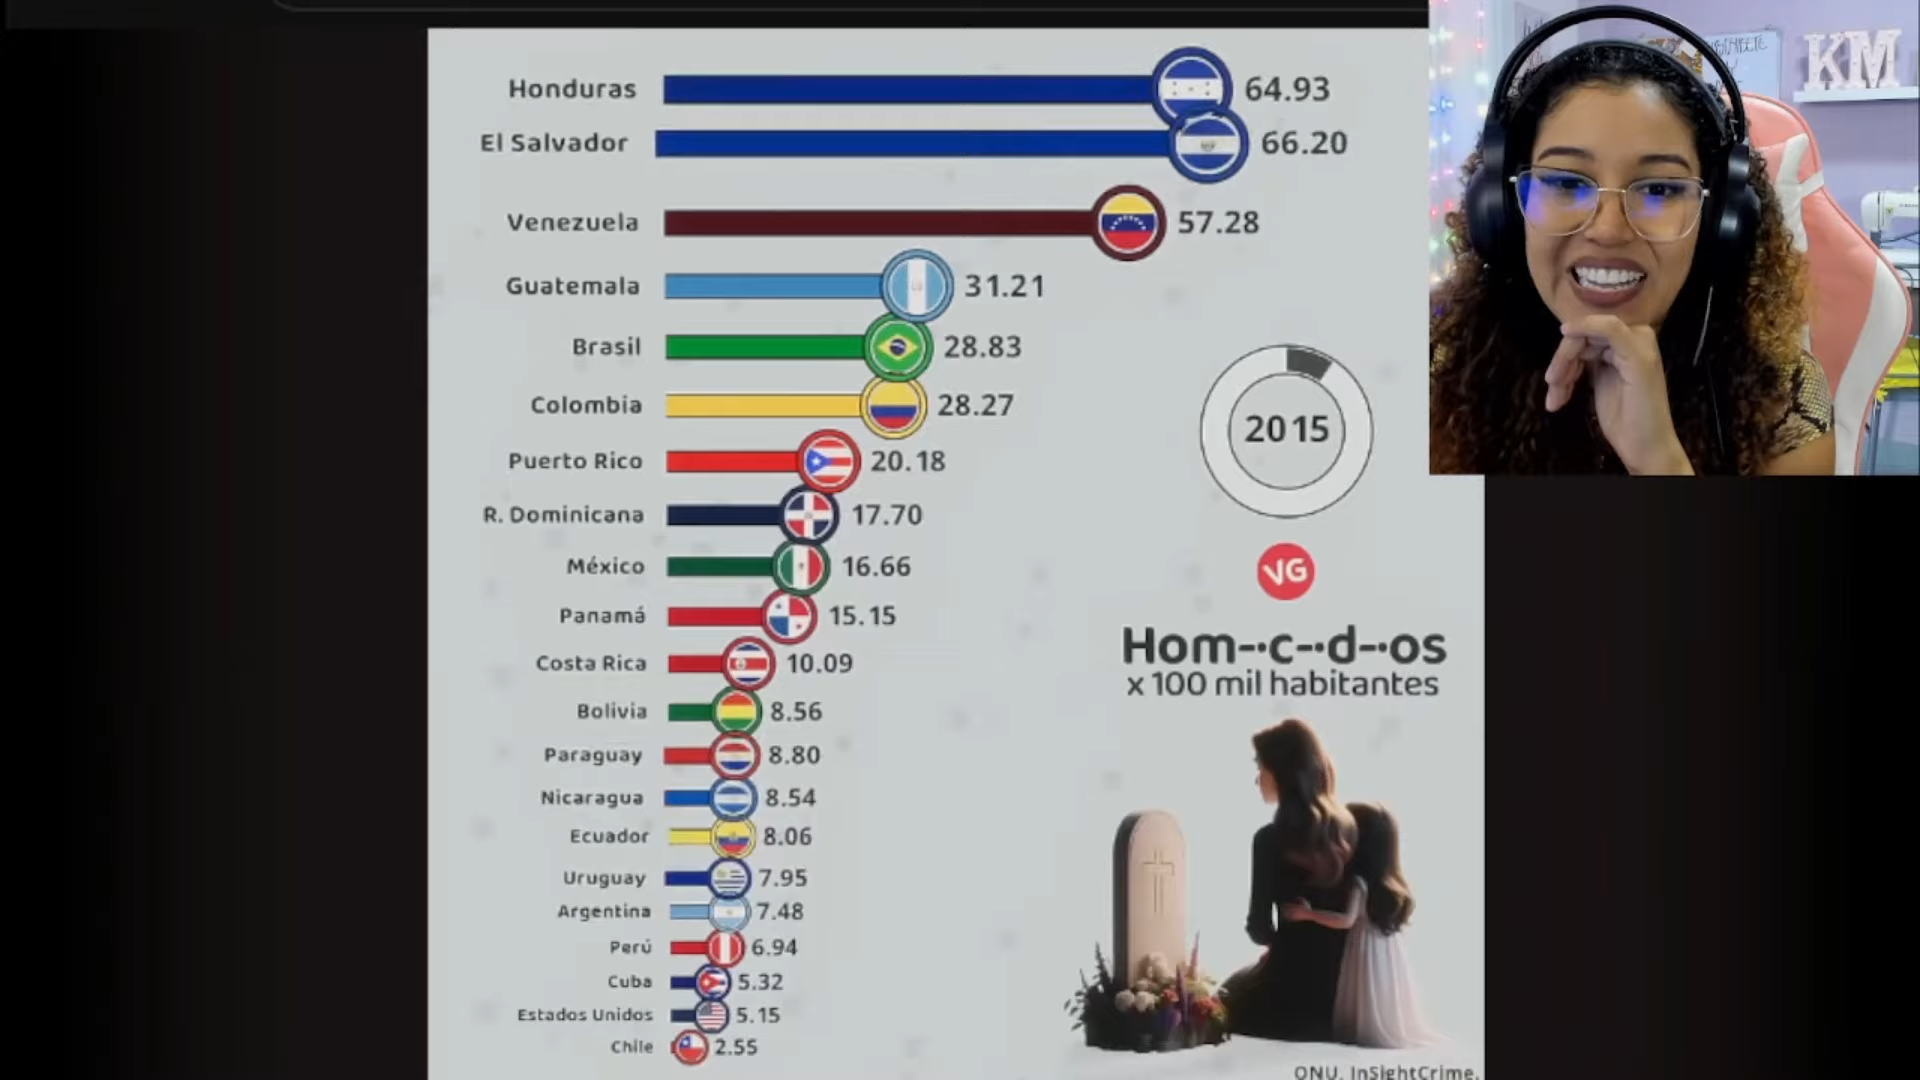 Honduras 64.93
El Salvador 66.20
Venezuela 57.28
Guatemala 31.21
Brasil 28.83
Colombia 28.27
Puerto Rico 20.18
R. Dominicana 17.70
México 16.66
Panamá 15.15
Costa Rica 10.09
Bolivia 8.56
Paraguay 8.80
Nicaragua 8.54
Ecuador 8.06
Uruguay 7.95
Argentina 7.48
Perú 6.94
Cuba 5.32
Estados Unidos 5.15
Chile 2.55
2015
VG
Hom-·c-·d-·os
x 100 mil habitantes
ONU, InSightCrime,
KM